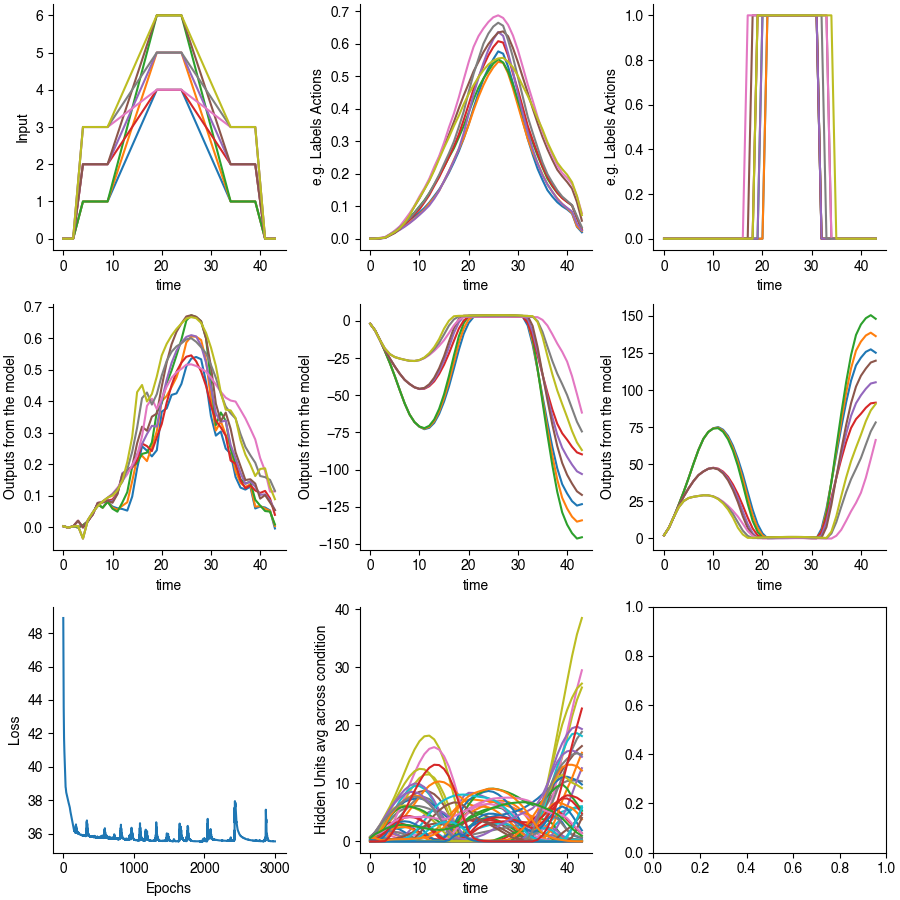 6
5
4
3
2
1
0
Input
0 10 20 30 40
time
0.7
0.6
0.5
0.4
0.3
0.2
0.1
0.0
e.g. Labels Actions
0 10 20 30 40
time
1.0
0.8
0.6
0.4
0.2
0.0
e.g. Labels Actions
0 10 20 30 40
time
0.7
0.6
0.5
0.4
0.3
0.2
0.1
0.0
Outputs from the model
0 10 20 30 40
time
0
−25
−50
−75
−100
−125
−150
Outputs from the model
0 10 20 30 40
time
150
125
100
75
50
25
0
Outputs from the model
0 10 20 30 40
time
48
46
44
42
40
38
36
Loss
0 1000 2000 3000
Epochs
40
30
20
10
0
Hidden Units avg across condition
0 10 20 30 40
time
1.0
0.8
0.6
0.4
0.2
0.0
0.0 0.2 0.4 0.6 0.8 1.0